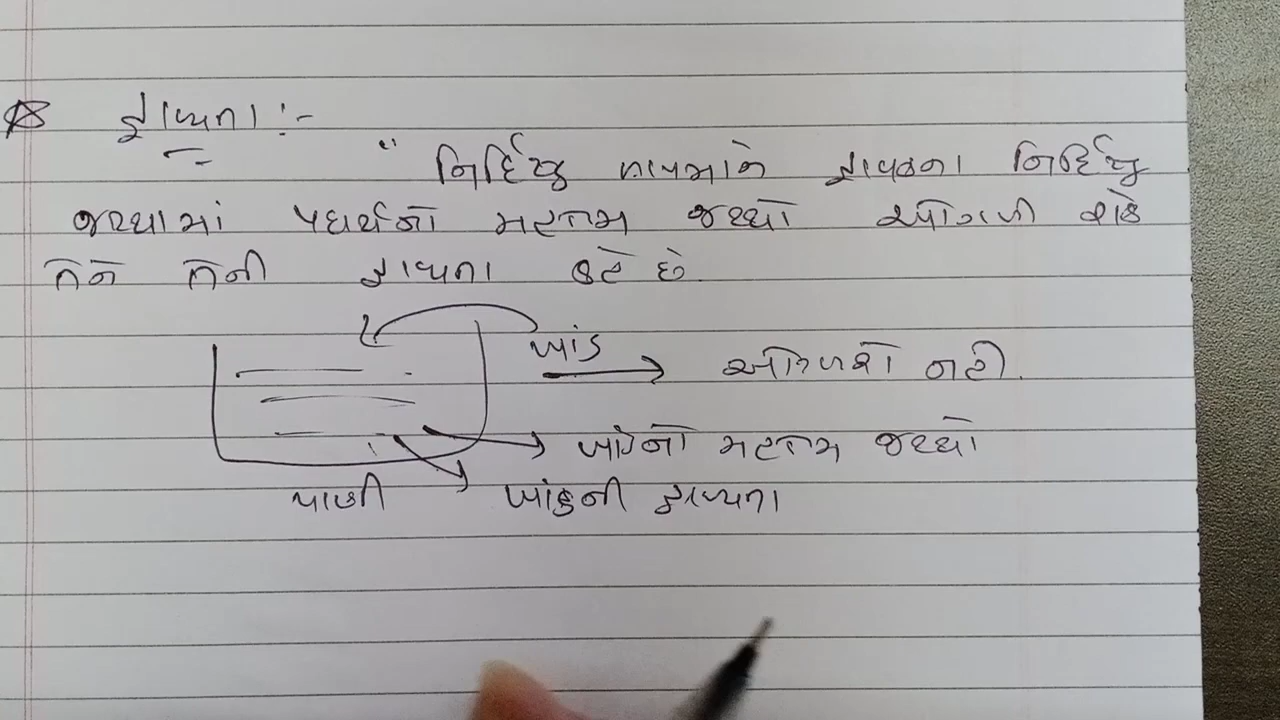 દ્રાવ્યતા :-
" નિર્દિષ્ટ તાપમાને દ્રાવકના નિર્દિષ્ટ
જથ્થામાં પદાર્થનો મહત્તમ જથ્થો ઓગળી શકે
તેને તેની દ્રાવ્યતા કહે છે.
ખાંડ
ઓગળશે નહી.
ખાંડનો મહત્તમ જથ્થો
પાણી ખાંડની દ્રાવ્યતા